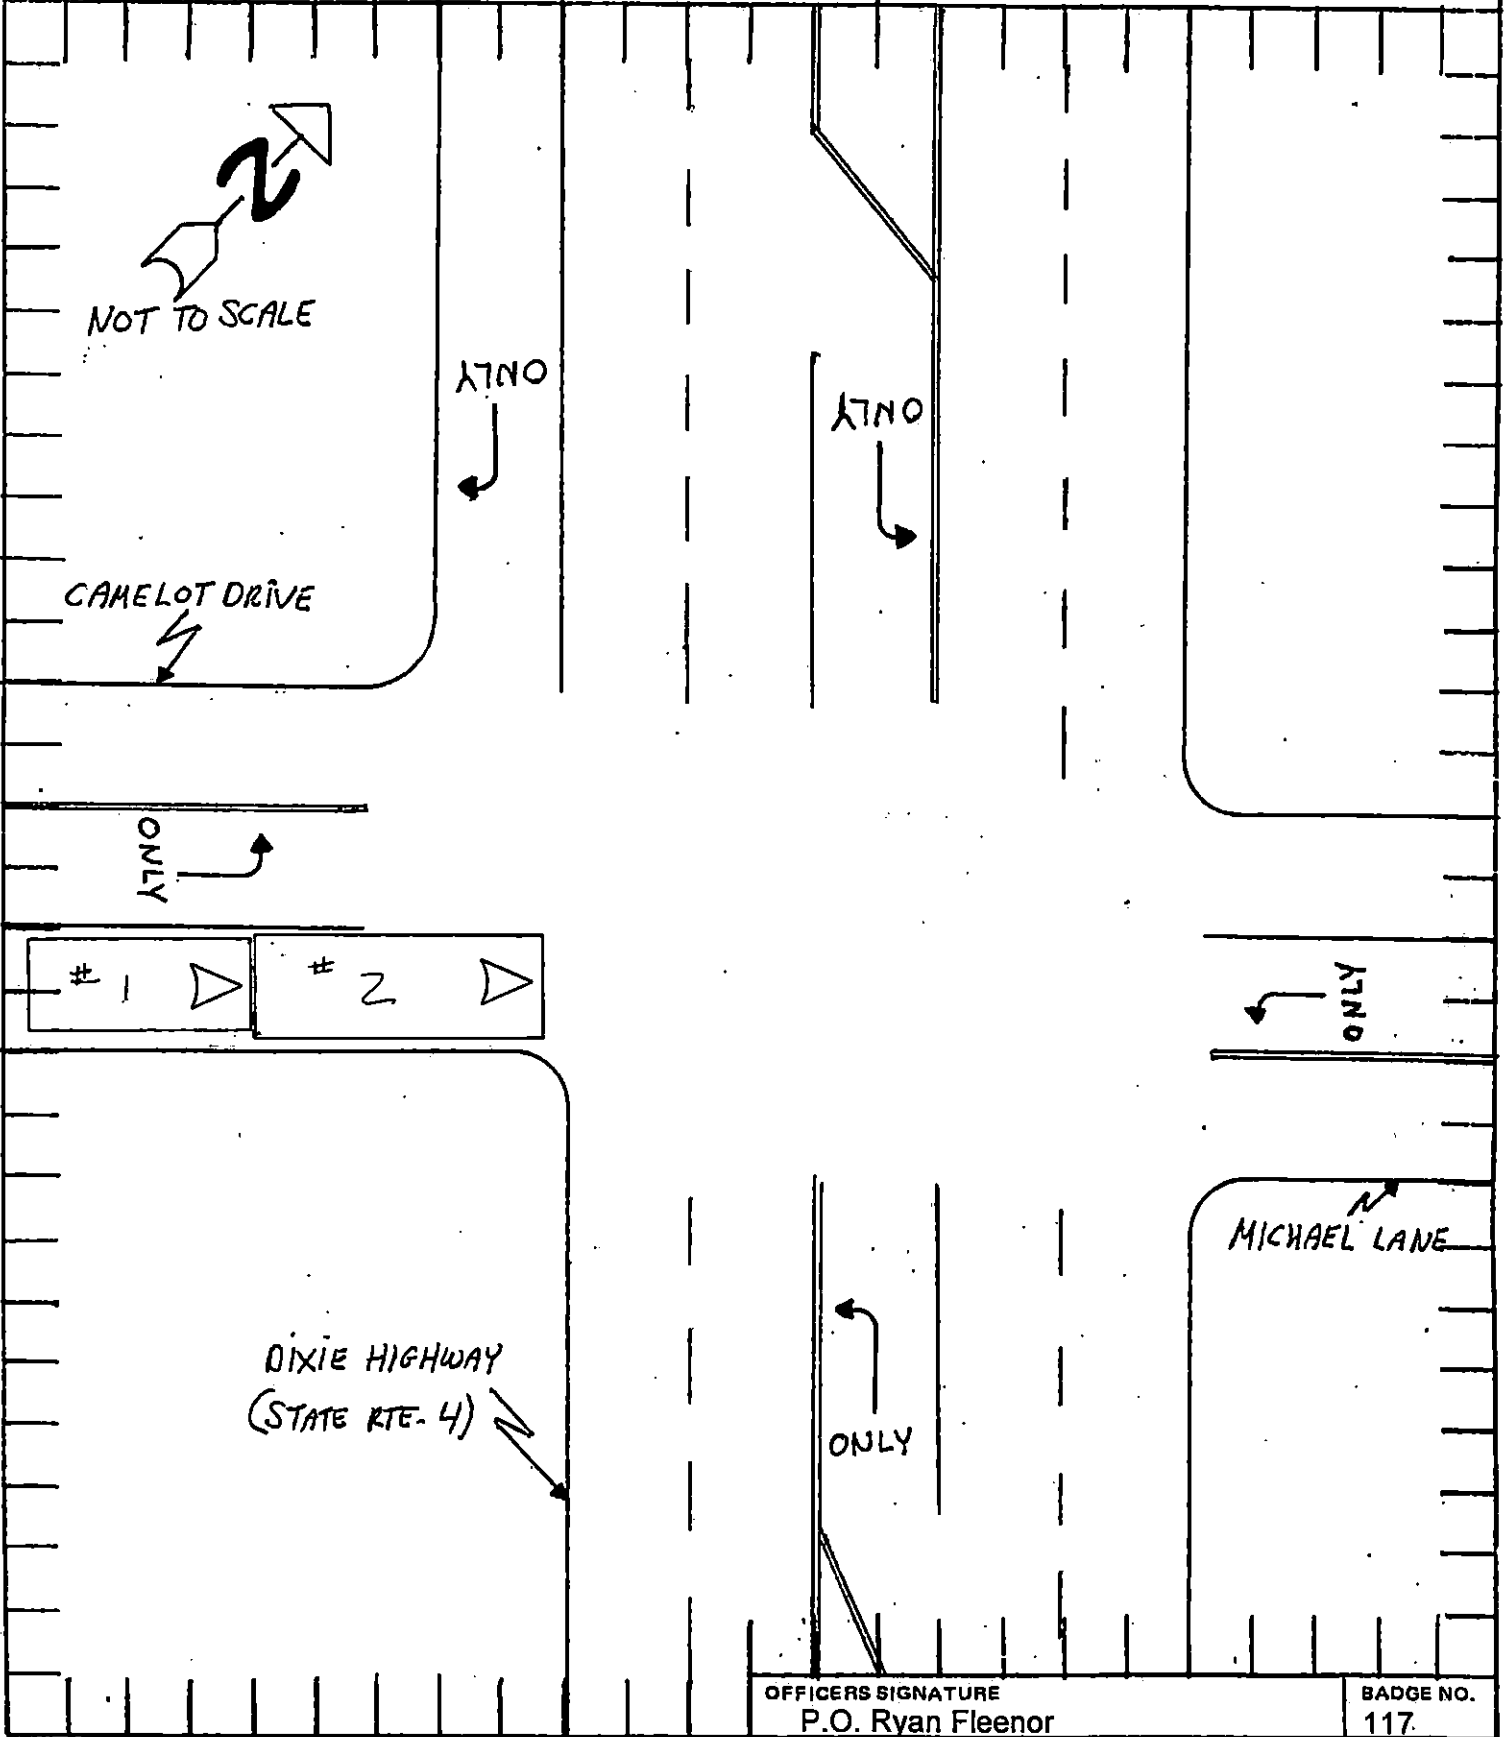 N
NOT TO SCALE
ONLY
ONLY
CAMELOT DRIVE
ONLY
#1
#2
ONLY
MICHAEL LANE
DIXIE HIGHWAY
(STATE RTE-4)
ONLY
OFFICERS SIGNATURE
P.O. Ryan Fleenor
BADGE NO.
117